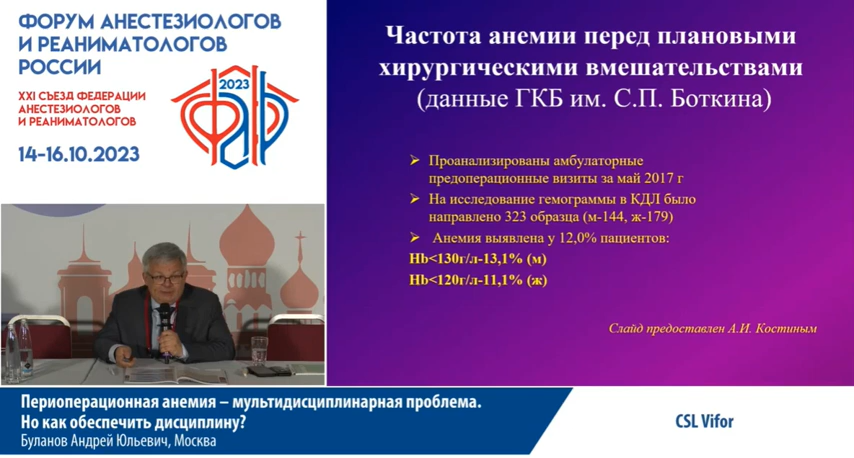 ФОРУМ АНЕСТЕЗИОЛОГОВ
И РЕАНИМАТОЛОГОВ
РОССИИ
XXI СЪЕЗД ФЕДЕРАЦИИ
АНЕСТЕЗИОЛОГОВ
И РЕАНИМАТОЛОГОВ
14-16.10.2023
2023
ФАР
Частота анемии перед плановыми
хирургическими вмешательствами
(данные ГКБ им. С.П. Боткина)
➢ Проанализированы амбулаторные
предоперационные визиты за май 2017 г
➢ На исследование гемограммы в КДЛ было
направлено 323 образца (м-144, ж-179)
➢ Анемия выявлена у 12,0% пациентов:
Hb<130г/л-13,1% (м)
Hb<120г/л-11,1% (ж)
Слайд предоставлен А.И. Костиным
Периоперационная анемия – мультидисциплинарная проблема.
Но как обеспечить дисциплину?
Буланов Андрей Юльевич, Москва
CSL Vifor